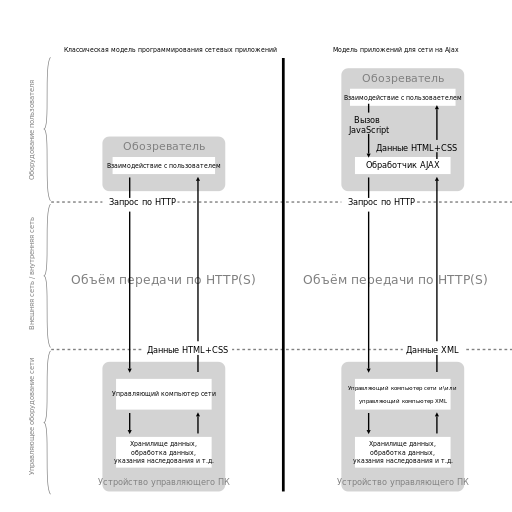 Классическая модель программирования сетевых приложений
Модель приложений для сети на Ajax
Оборудование пользователя
Обозреватель
Взаимодействие с пользователем
Запрос по HTTP
Обозреватель
Взаимодействие с пользоваетелем
Вызов
JavaScript
Данные HTML+CSS
Обработчик AJAX
Запрос по HTTP
Внешняя сеть / внутренняя сеть
Объём передачи по HTTP(S)
Объём передачи по HTTP(S)
Данные HTML+CSS
Данные XML
Управляющее оборудование сети
Управляющий компьютер сети
Хранилище данных,
обработка данных,
указания наследования и т.д.
Устройство управляющего ПК
Управляющий компьютер сети и\или
управляющий компьютер XML
Хранилище данных,
обработка данных,
указания наследования и т.д.
Устройство управляющего ПК